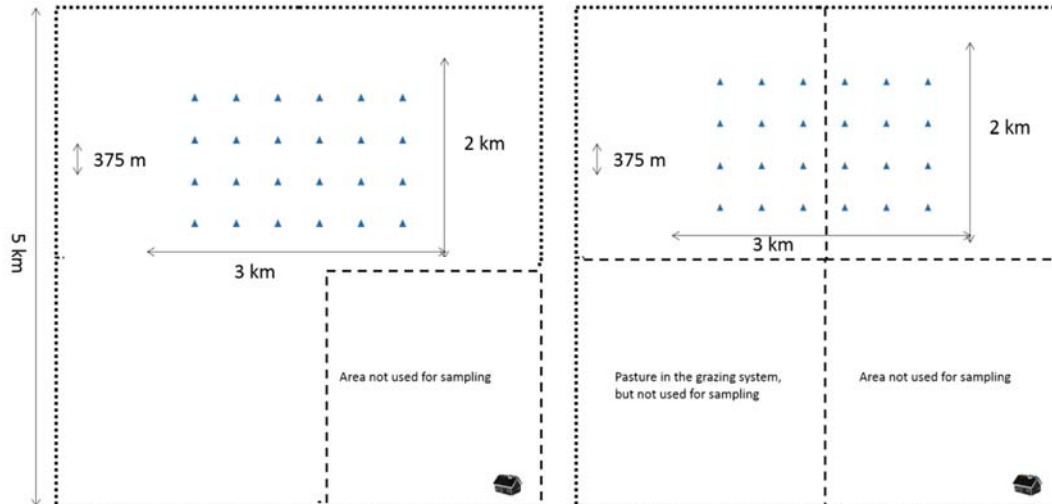 375 m
2 km
5 km
3 km
Area not used for sampling
375 m
2 km
3 km
Pasture in the grazing system,
but not used for sampling
Area not used for sampling